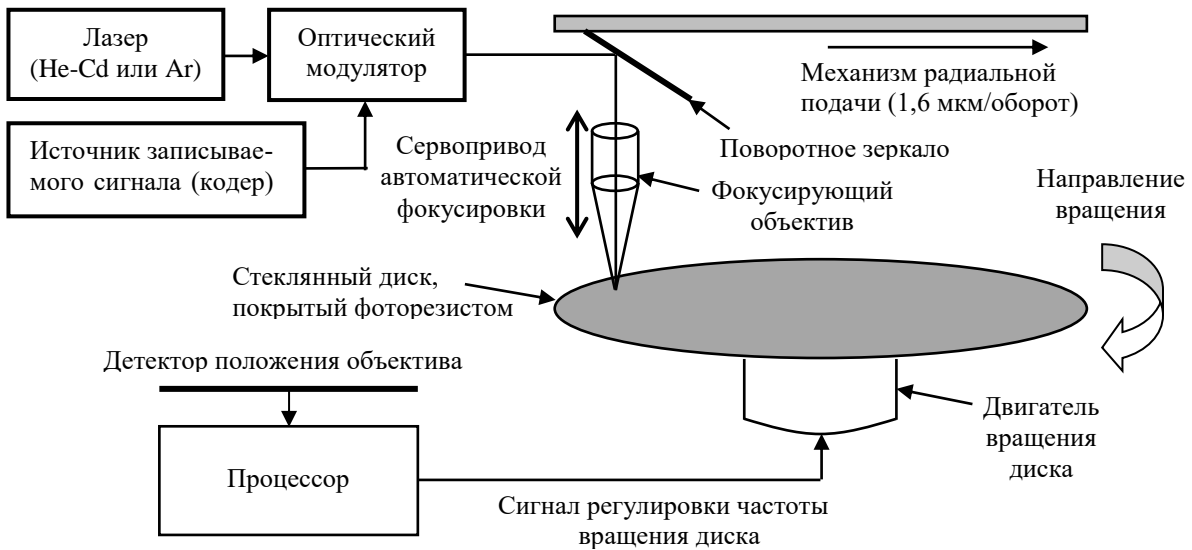 Лазер
(He-Cd или Ar)
Оптический
модулятор
Механизм радиальной
подачи (1,6 мкм/оборот)
Источник записывае-
мого сигнала (кодер)
Сервопривод
автоматической
фокусировки
Поворотное зеркало
Фокусирующий
объектив
Направление
вращения
Стеклянный диск,
покрытый фоторезистом
Детектор положения объектива
Процессор
Двигатель
вращения
диска
Сигнал регулировки частоты
вращения диска